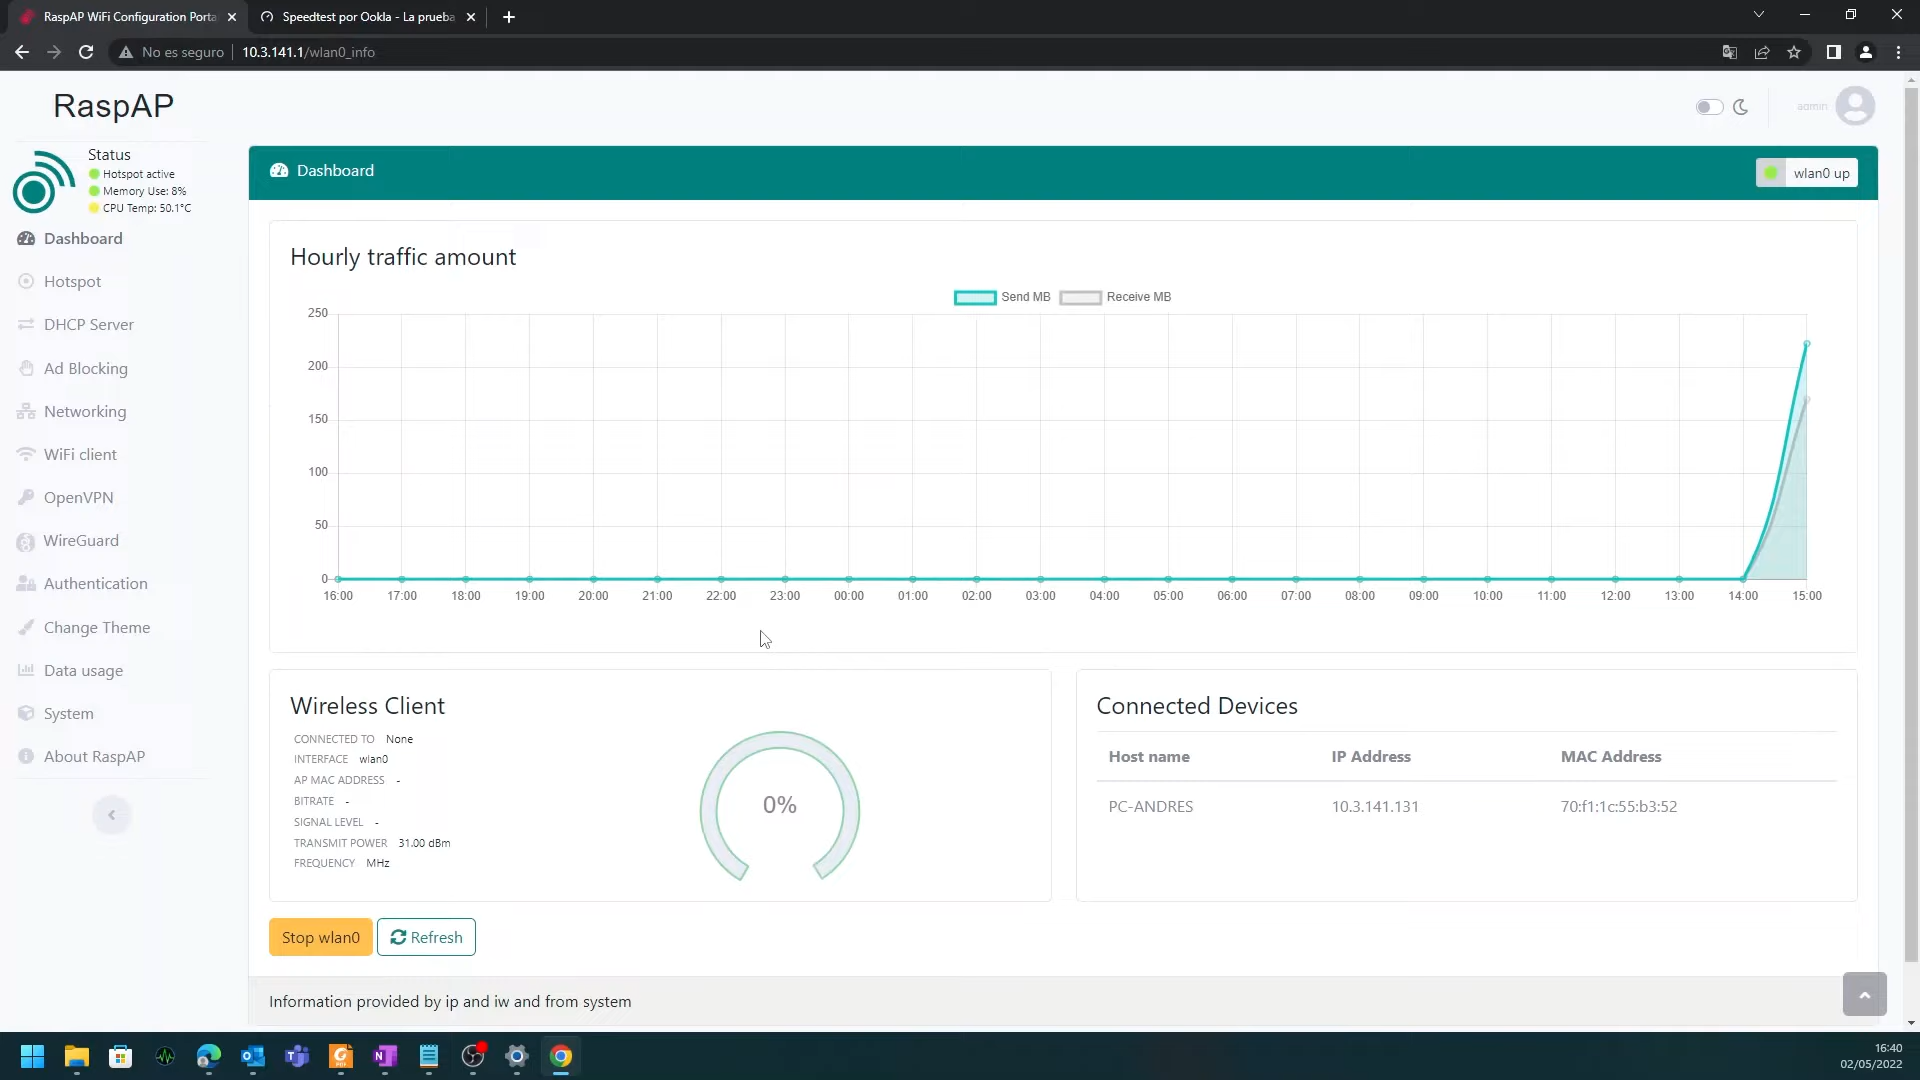 RaspAP WiFi Configuration Porta
Speedtest por Ookla - La prueba
No es seguro
10.3.141.1/wlan0_info
RaspAP
admin
Status
Hotspot active
Memory Use: 8%
CPU Temp: 50.1°C
Dashboard
Hotspot
DHCP Server
Ad Blocking
Networking
WiFi client
OpenVPN
WireGuard
Authentication
Change Theme
Data usage
System
About RaspAP
Dashboard
wlan0 up
Hourly traffic amount
Send MB
Receive MB
250
200
150
100
50
0
16:00 17:00 18:00 19:00 20:00 21:00 22:00 23:00 00:00 01:00 02:00 03:00 04:00 05:00 06:00 07:00 08:00 09:00 10:00 11:00 12:00 13:00 14:00 15:00
Wireless Client
CONNECTED TO None
INTERFACE wlan0
AP MAC ADDRESS -
BITRATE -
SIGNAL LEVEL -
TRANSMIT POWER 31.00 dBm
FREQUENCY MHz
0%
Connected Devices
Host name IP Address MAC Address
PC-ANDRES 10.3.141.131 70:f1:1c:55:b3:52
Stop wlan0
Refresh
Information provided by ip and iw and from system
16:40
02/05/2022